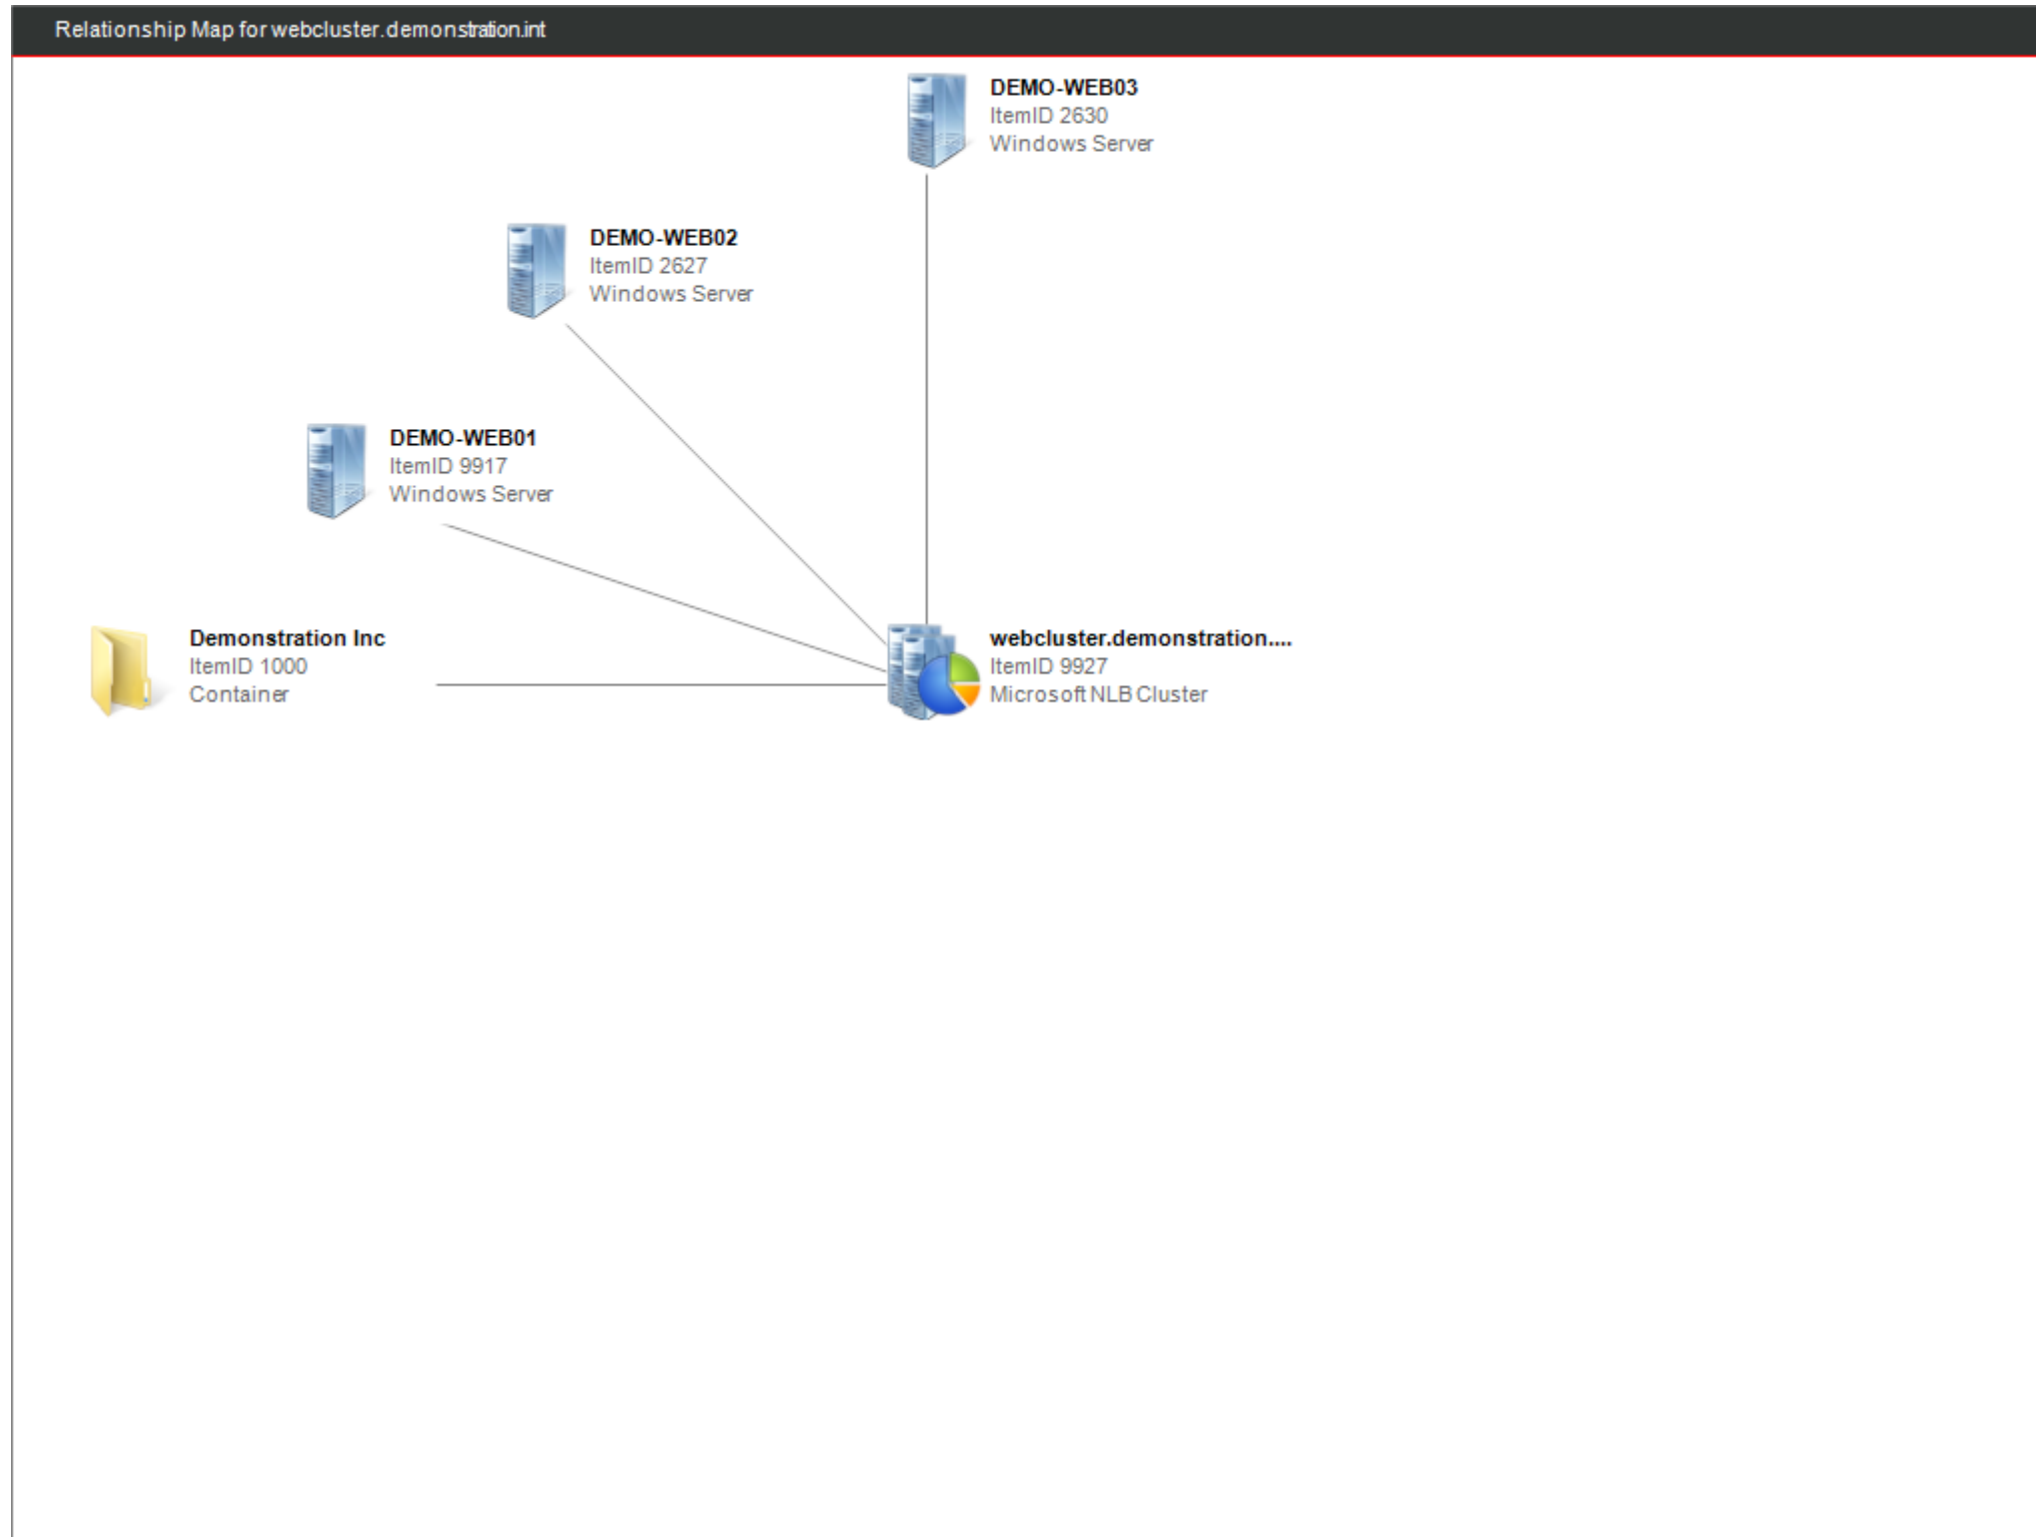 Relationship Map for webcluster.demonstration.int
DEMO-WEB03
ItemID 2630
Windows Server
DEMO-WEB02
ItemID 2627
Windows Server
DEMO-WEB01
ItemID 9917
Windows Server
Demonstration Inc
ItemID 1000
Container
webcluster.demonstration....
ItemID 9927
Microsoft NLB Cluster